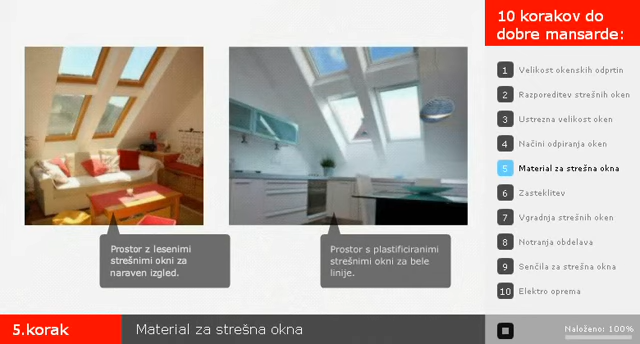 10 korakov do
dobre mansarde:
1 Velikost okenskih odprtin
2 Razporeditev strešnih oken
3 Ustrezna velikost oken
4 Načini odpiranja oken
5 Material za strešna okna
6 Zasteklitev
7 Vgradnja strešnih oken
8 Notranja obdelava
9 Senčila za strešna okna
10 Elektro oprema
Prostor z lesenimi
strešnimi okni za
naraven izgled.
Prostor s plastificiranimi
strešnimi okni za bele
linije.
5.korak
Material za strešna okna
Naloženo: 100%